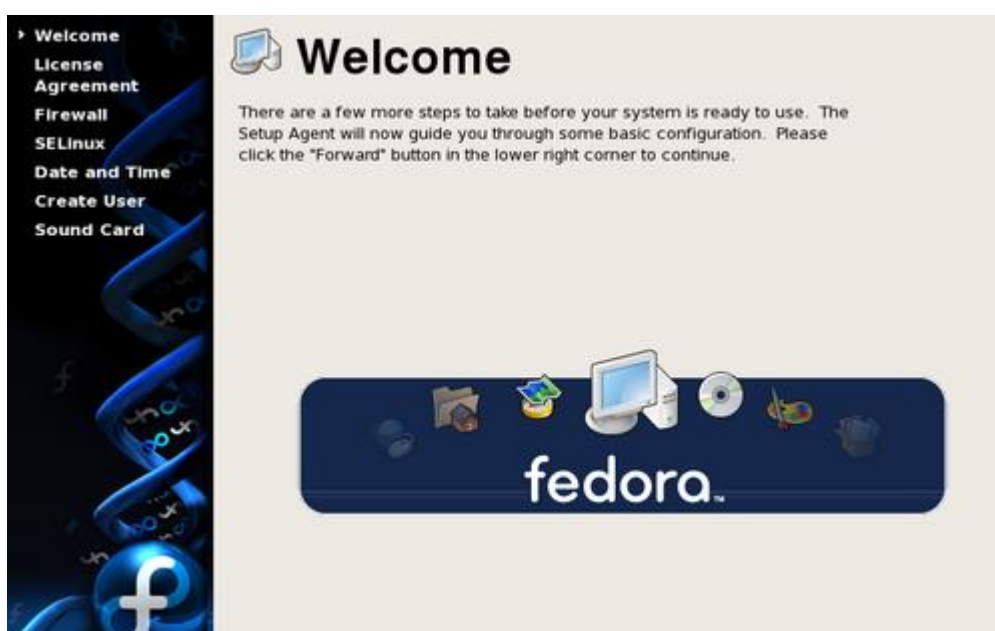 Welcome
License
Agreement
Firewall
SELinux
Date and Time
Create User
Sound Card
Welcome
There are a few more steps to take before your system is ready to use.  The
Setup Agent will now guide you through some basic configuration.  Please
click the "Forward" button in the lower right corner to continue.
fedora™